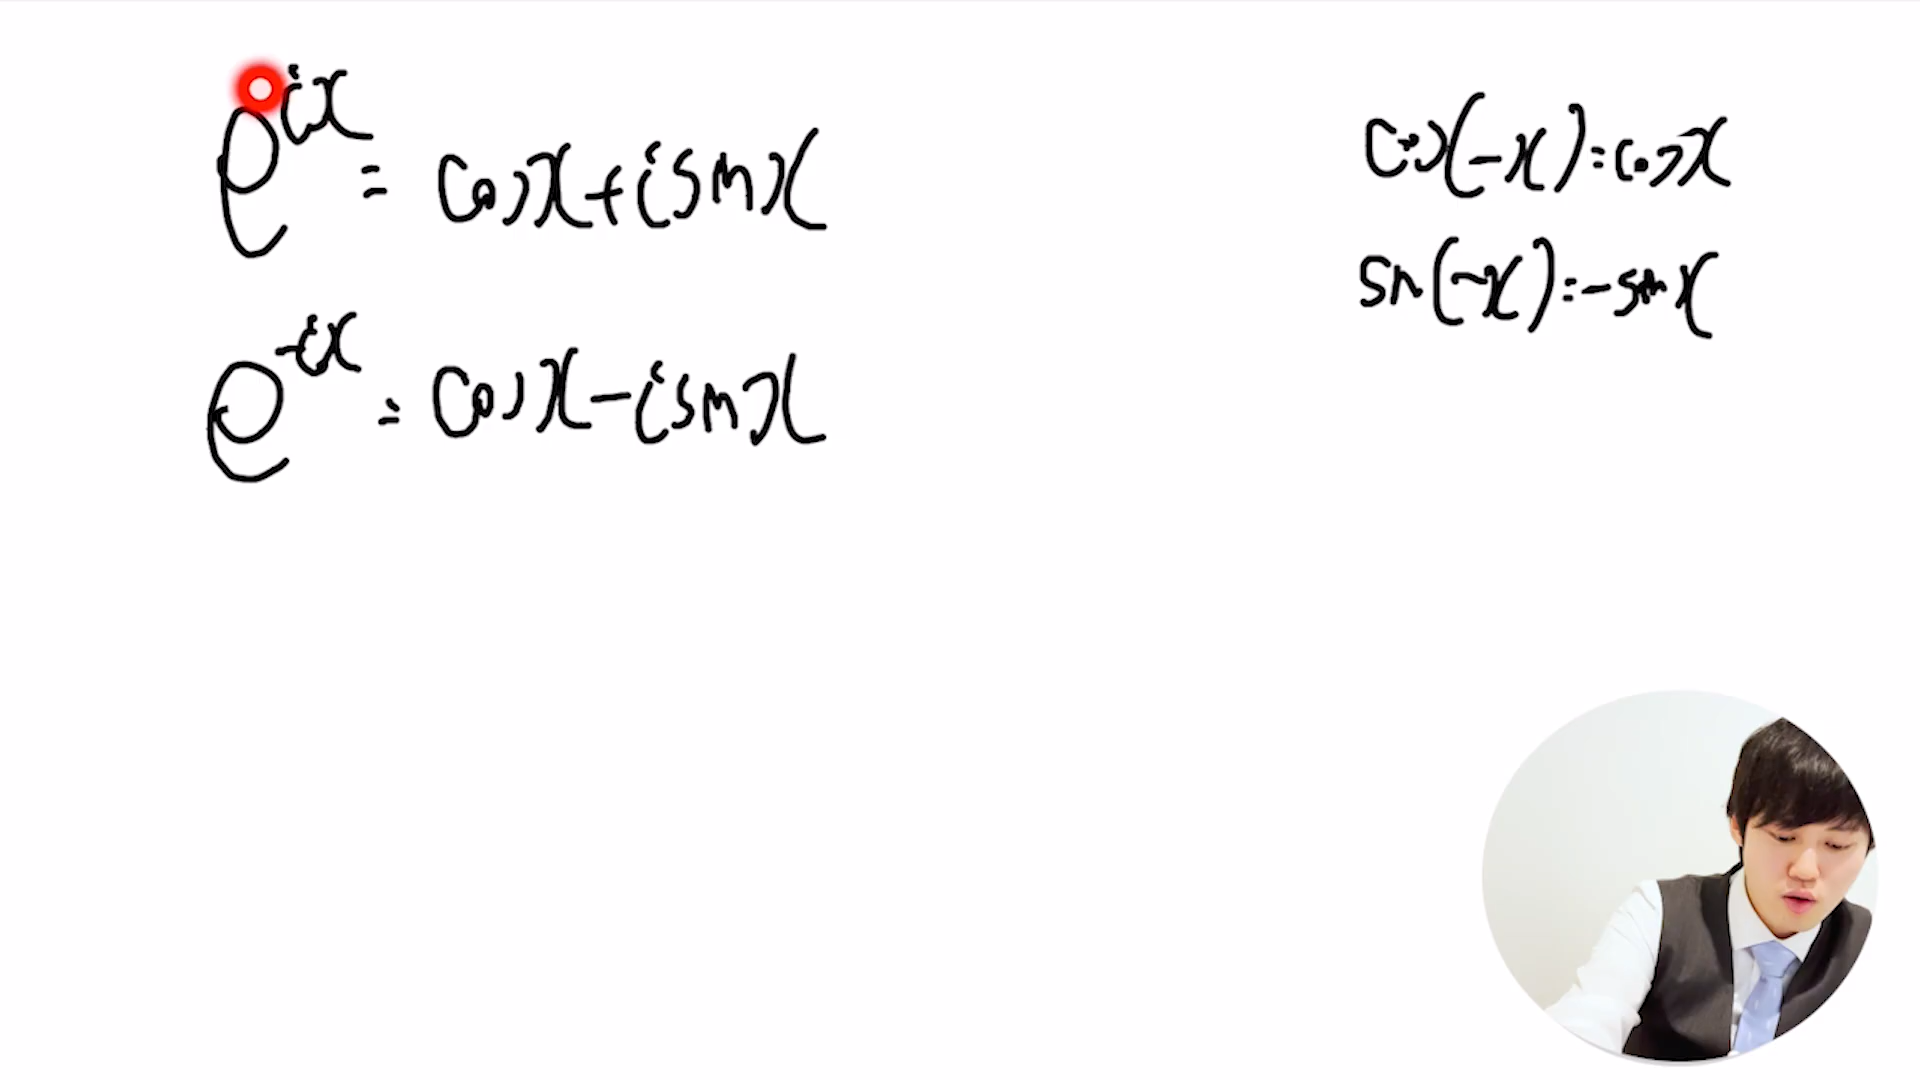 e^{ix} = cos x + i sin x
e^{-ix} = cos x - i sin x
cos(-x) = cos x
sin(-x) = -sin x